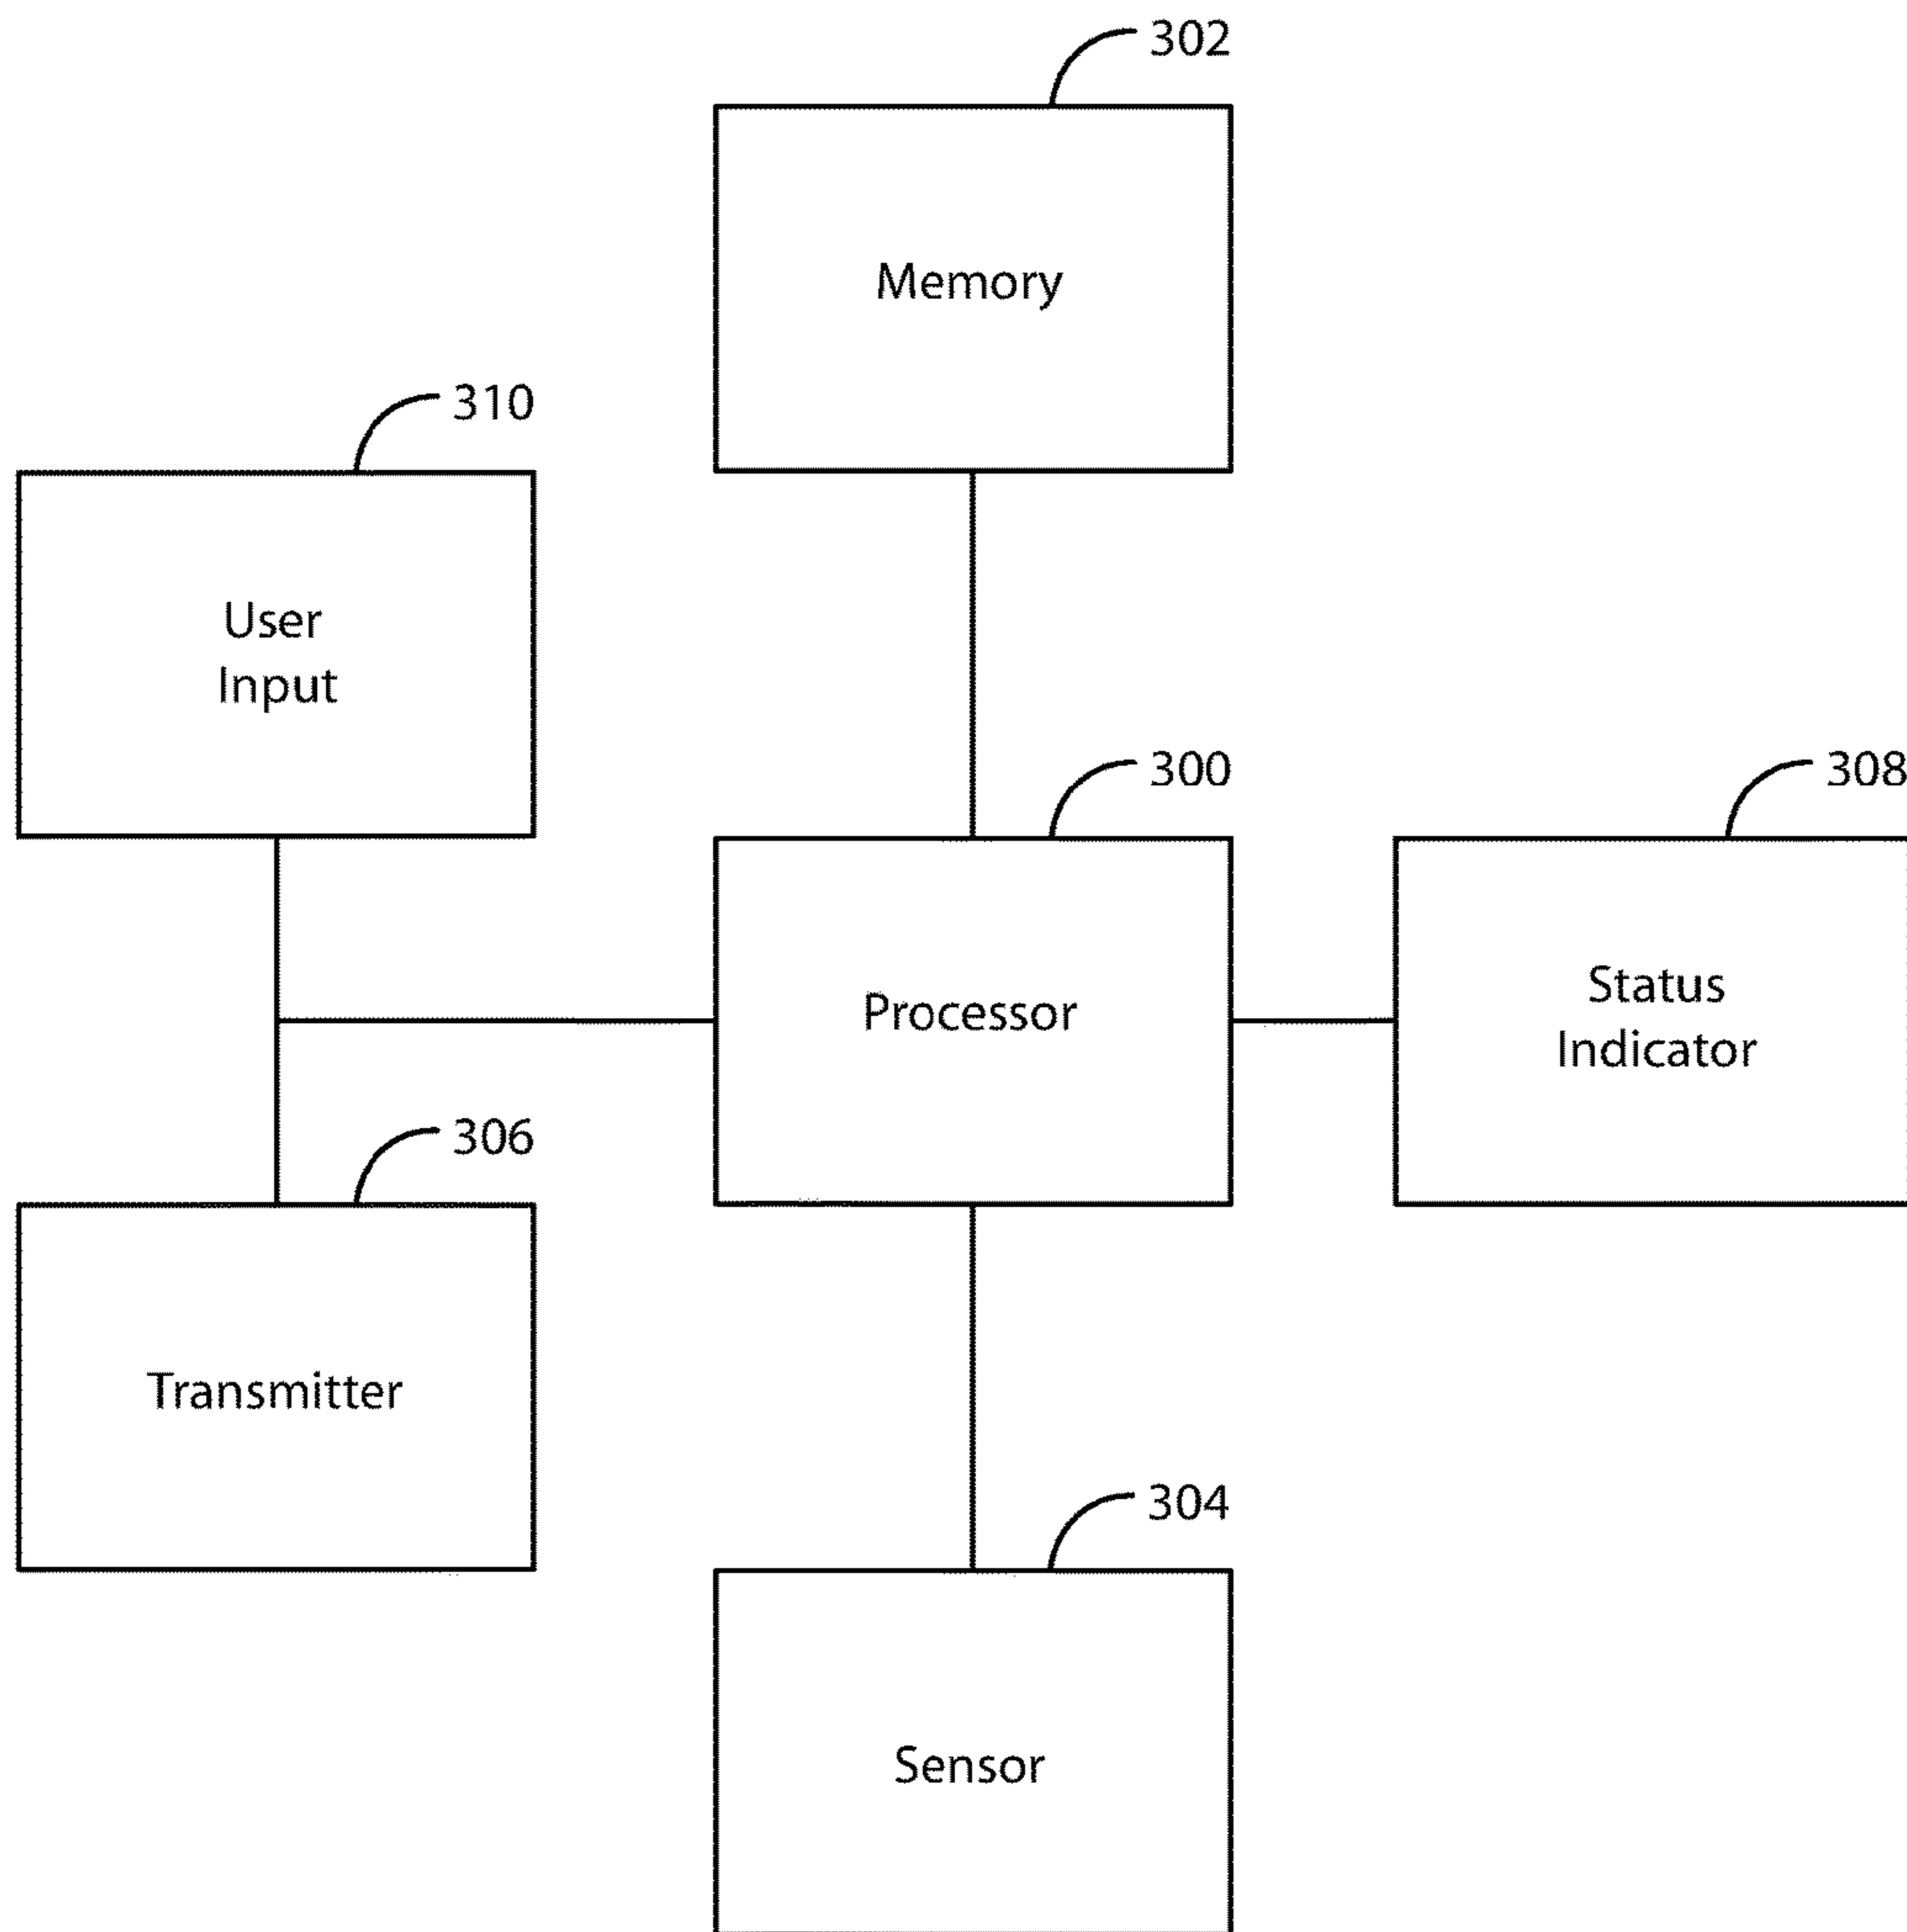 302
Memory
310
User
Input
300
308
Processor
Status
Indicator
306
Transmitter
304
Sensor